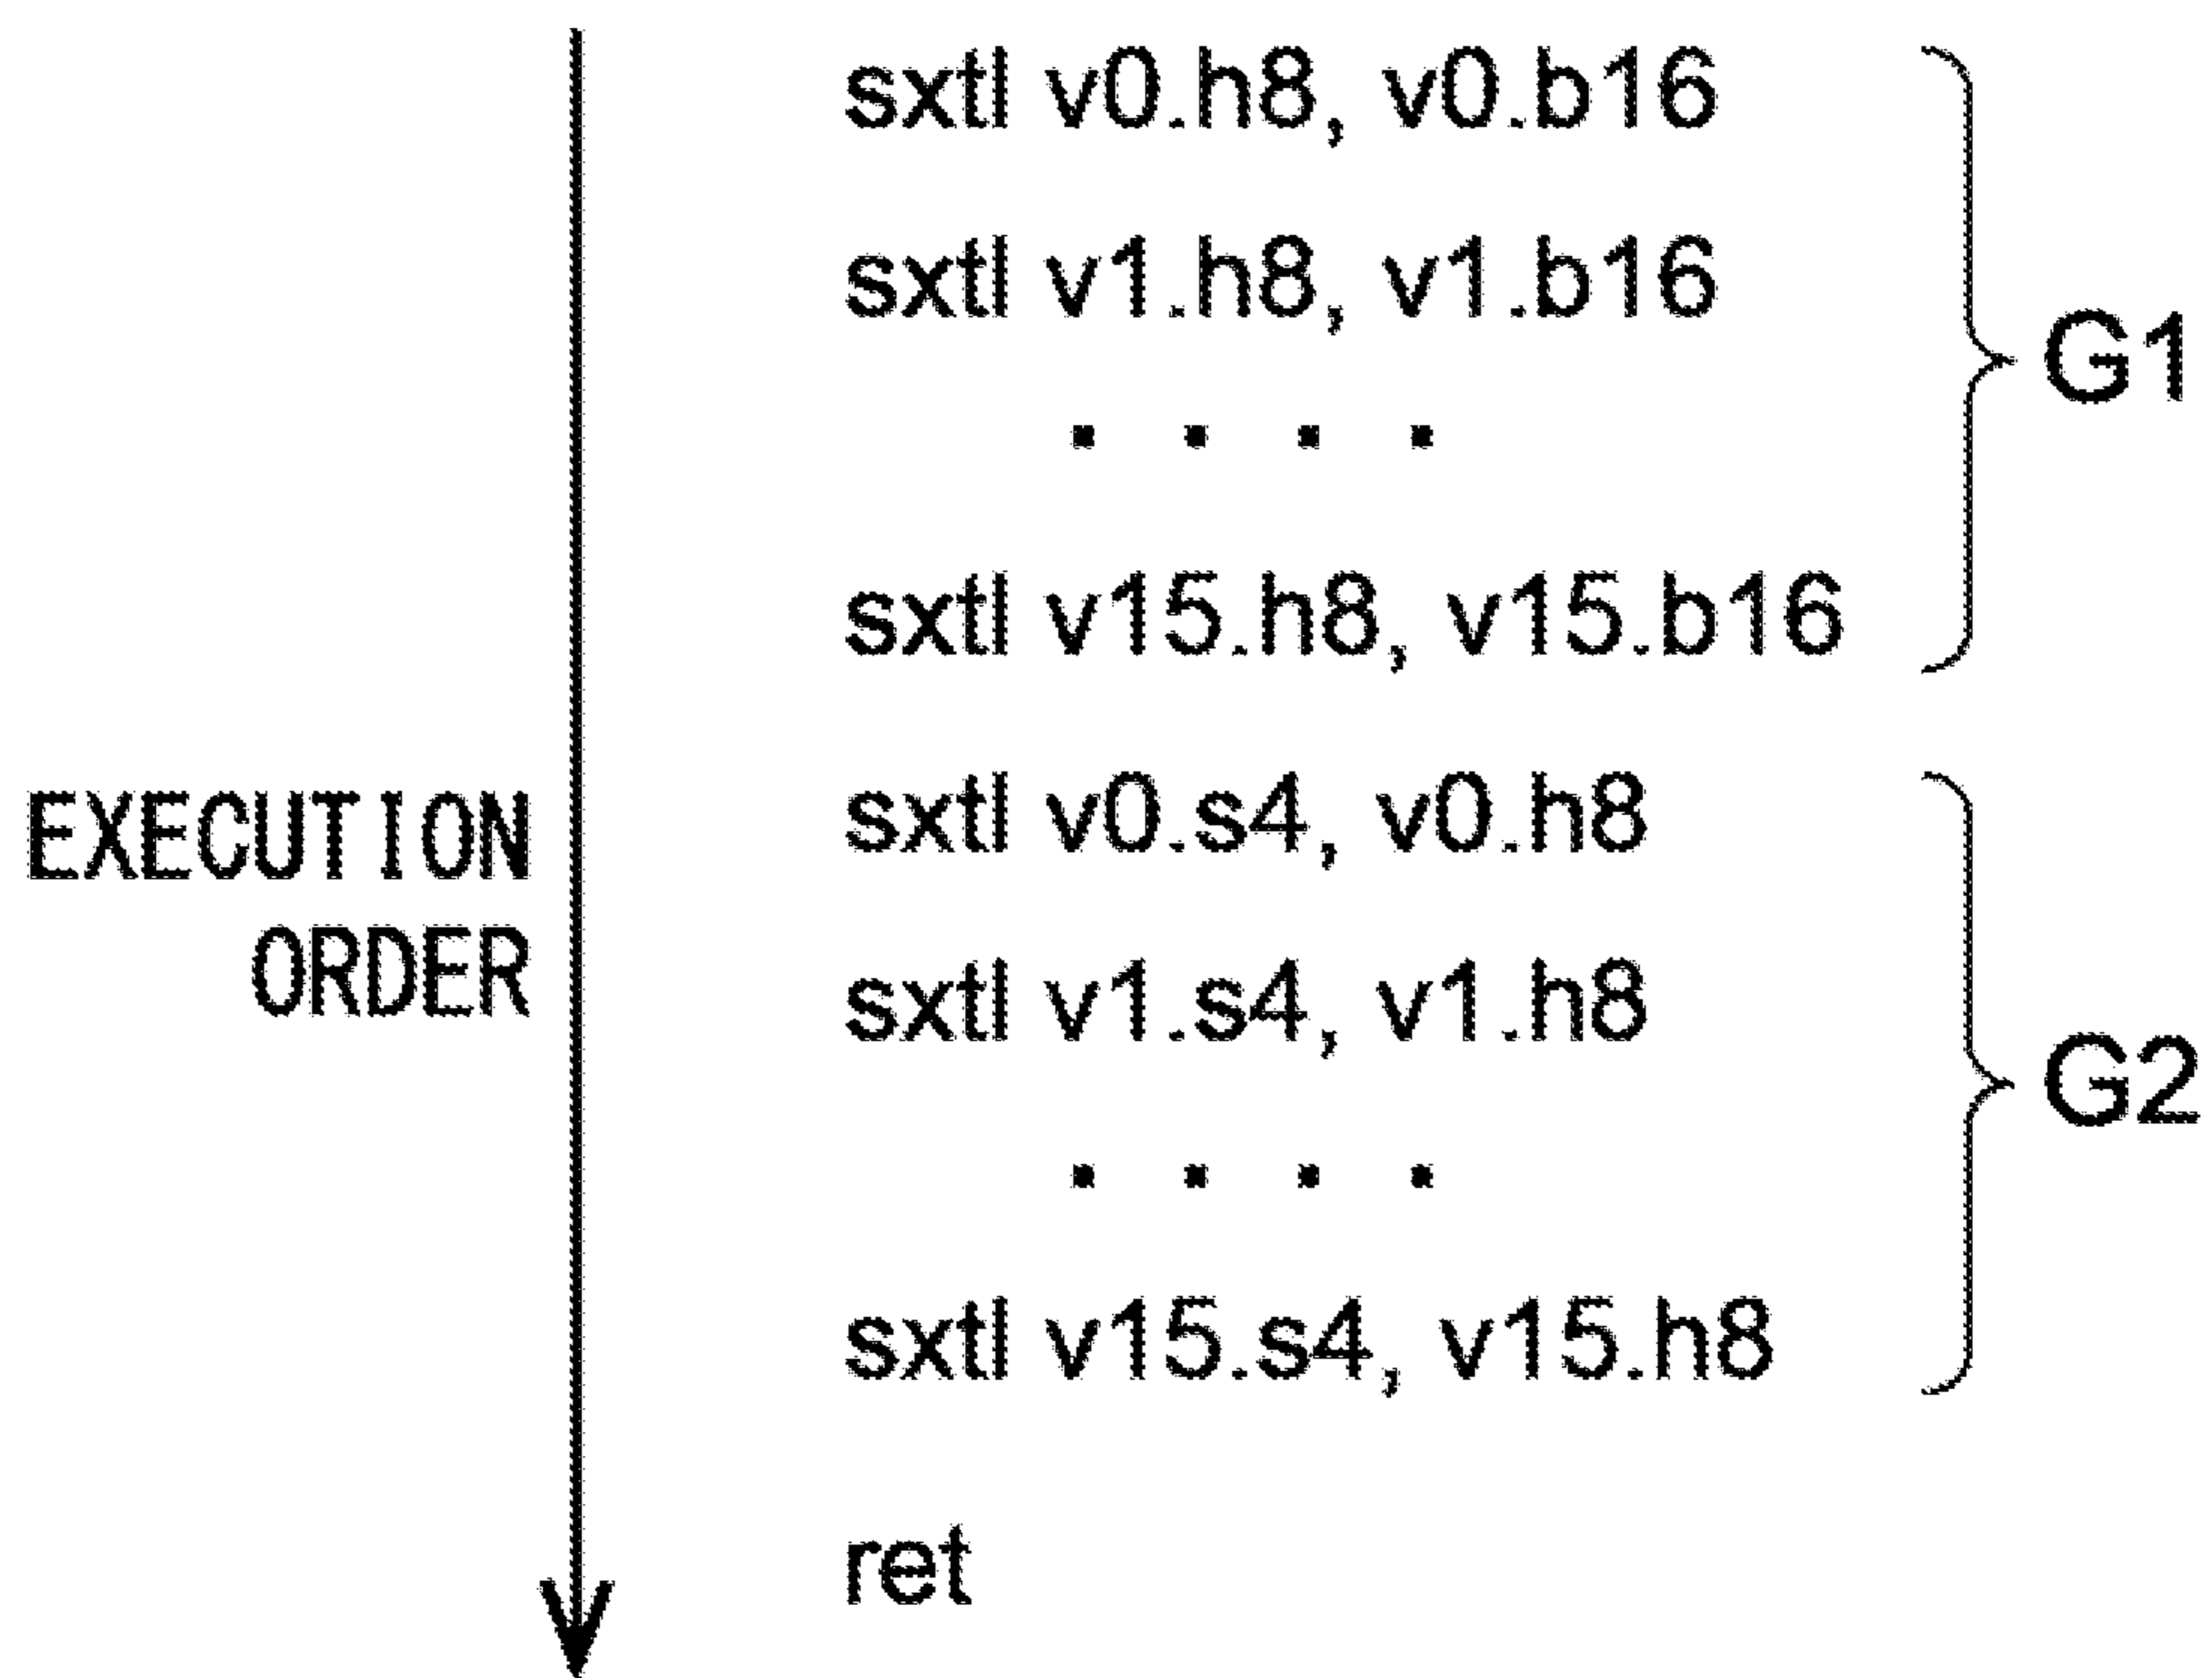 sxtl v0.h8, v0.b16
sxtl v1.h8, v1.b16
. . . .
sxtl v15.h8, v15.b16
G1
EXECUTION
ORDER
sxtl v0.s4, v0.h8
sxtl v1.s4, v1.h8
. . . .
sxtl v15.s4, v15.h8
G2
ret